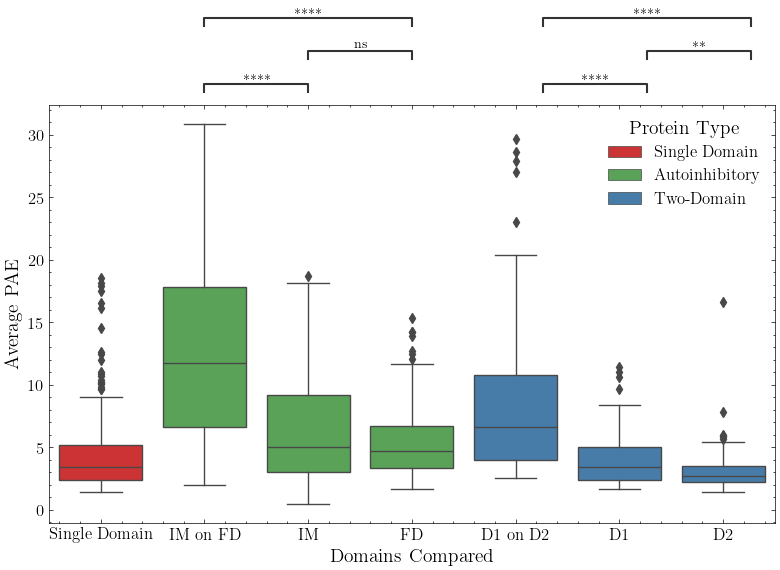 **** ****
ns **
**** ****
Protein Type
Single Domain
Autoinhibitory
Two-Domain
30
25
20
15
10
5
0
Average PAE
Single Domain IM on FD IM FD D1 on D2 D1 D2
Domains Compared